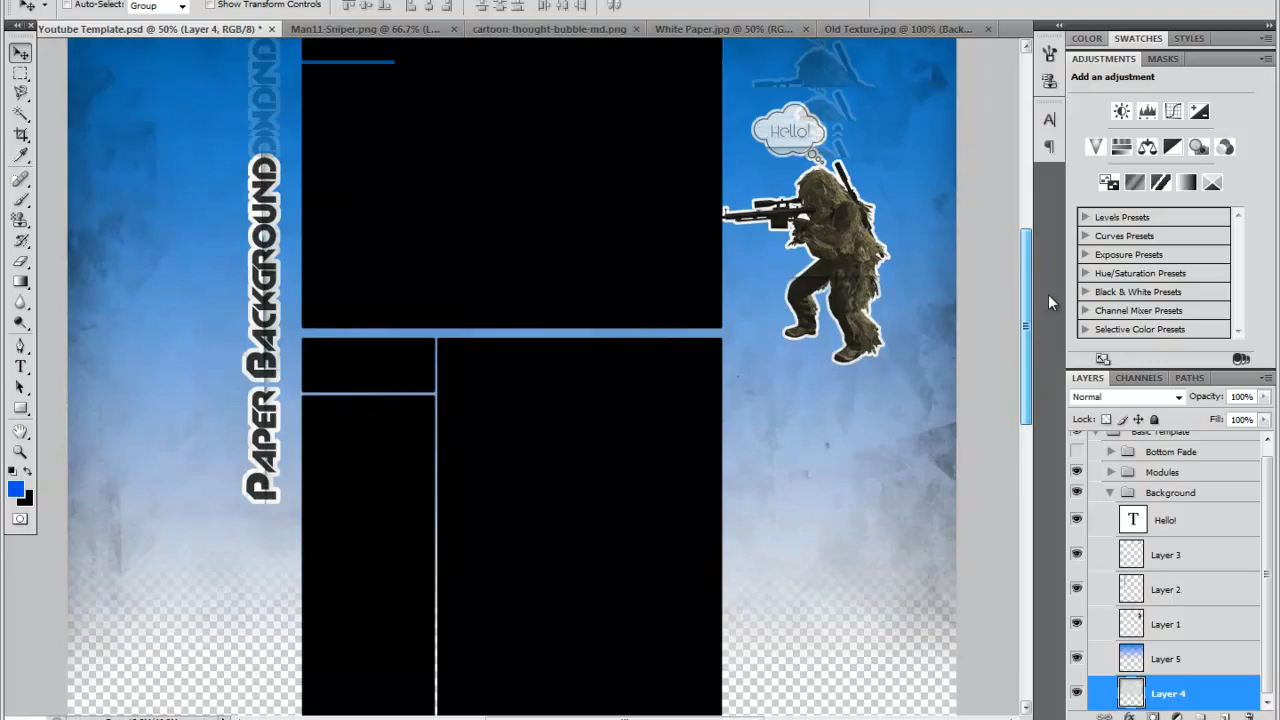 Auto-Select: Group Show Transform Controls
Youtube Template.psd @ 50% (Layer 4, RGB/8) * × Man11-Sniper.png @ 66.7% (L... × cartoon-thought-bubble-md.png × White Paper.jpg @ 50% (RG... × Old Texture.jpg @ 100% (Back... ×
COLOR SWATCHES STYLES
ADJUSTMENTS MASKS
Add an adjustment
Levels Presets
Curves Presets
Exposure Presets
Hue/Saturation Presets
Black & White Presets
Channel Mixer Presets
Selective Color Presets
LAYERS CHANNELS PATHS
Normal Opacity: 100%
Lock: Fill: 100%
Basic Template
Bottom Fade
Modules
Background
T Hello!
Layer 3
Layer 2
Layer 1
Layer 5
Layer 4
Hello!
PAPER BACKGROUND